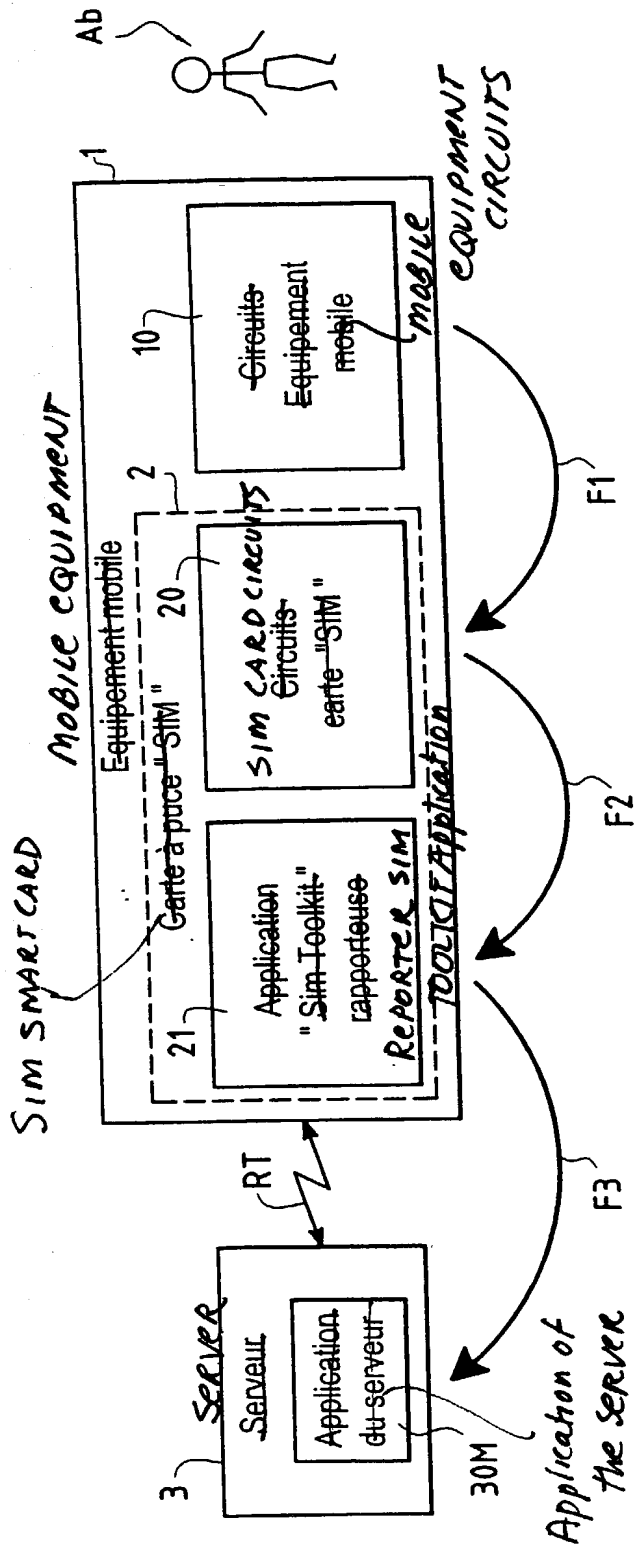 SIM SMART CARD
MOBILE EQUIPMENT
Equipement mobile
1
Ab
Carte à puce "SIM"
2
21
20
10
Application
"Sim Toolkit"
rapporteuse
REPORTER SIM
TOOLKIT Application
SIM CARD CIRCUITS
Circuits
carte "SIM"
Circuits
Equipement
mobile
MOBILE
EQUIPMENT
CIRCUITS
RT
3
SERVER
Serveur
Application
du serveur
30M
Application of
the SERVER
F3
F2
F1